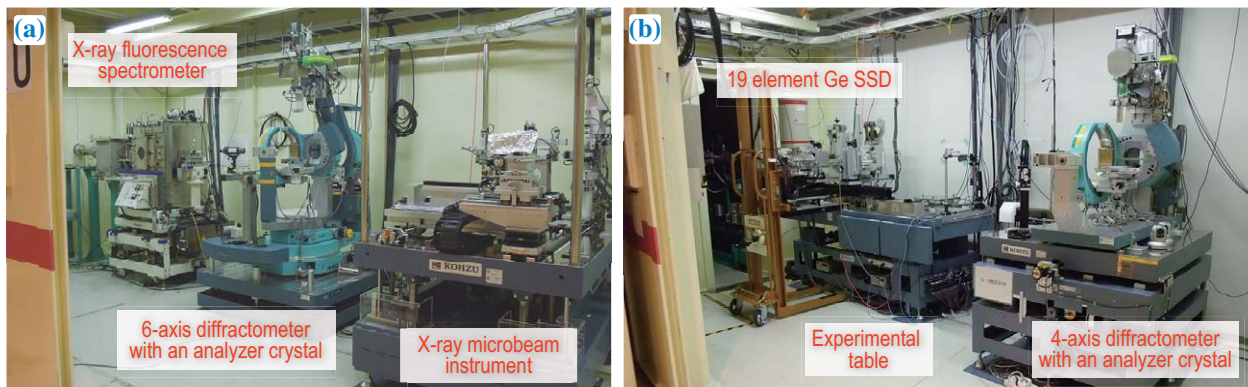 (a)
X-ray fluorescence
spectrometer
KOHZU
6-axis diffractometer
with an analyzer crystal
X-ray microbeam
instrument
(b)
19 element Ge SSD
KOHZU
Experimental
table
4-axis diffractometer
with an analyzer crystal